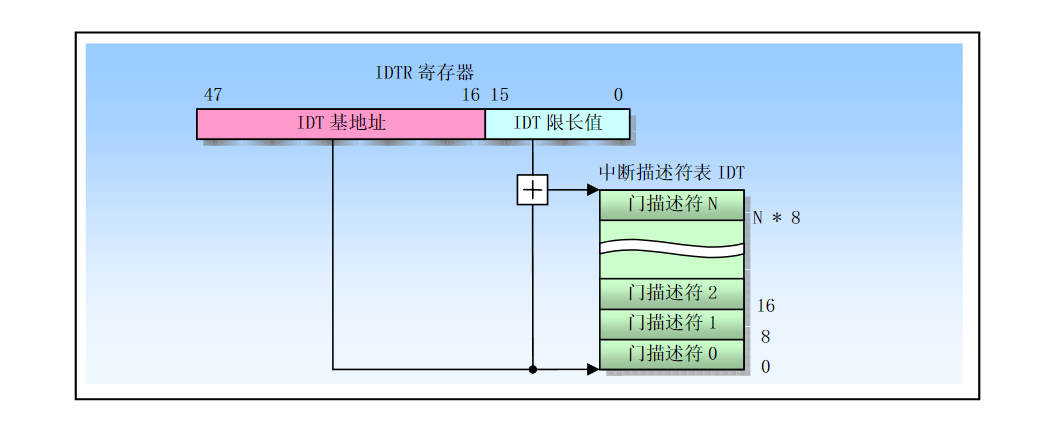 IDTR 寄存器
47 16 15 0
IDT 基地址 IDT 限长值
中断描述符表 IDT
+
门描述符 N
N * 8
门描述符 2
16
门描述符 1
8
门描述符 0
0